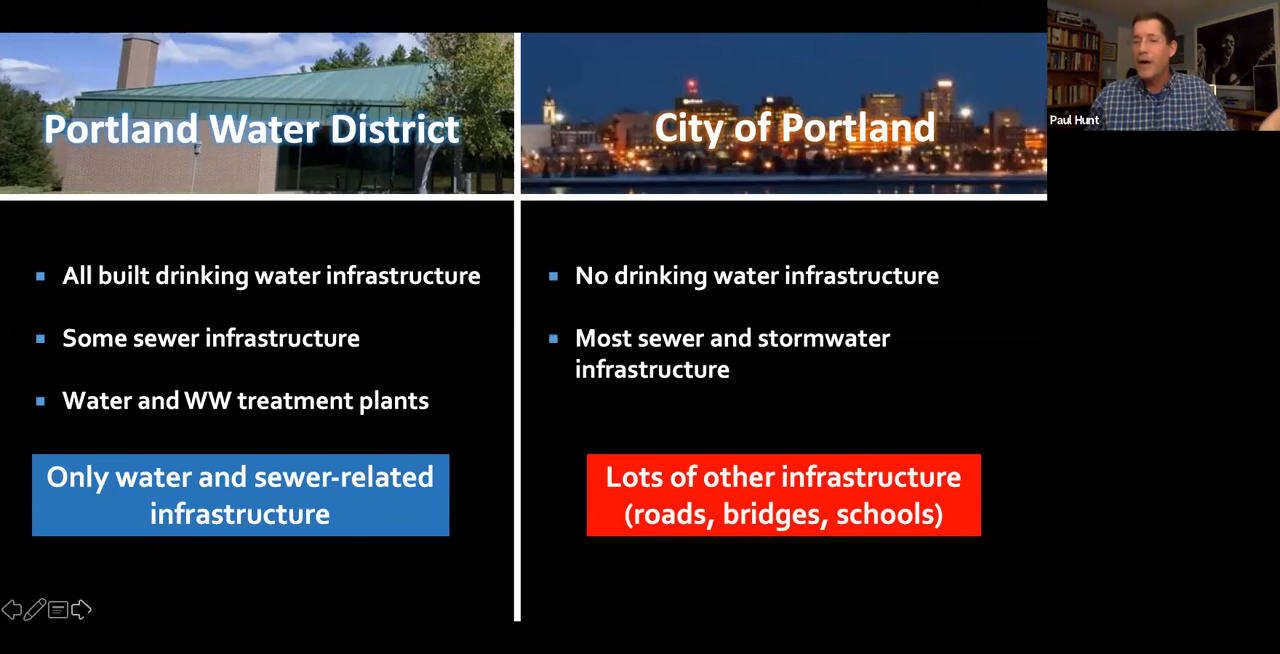 Portland Water District
City of Portland
Paul Hunt
All built drinking water infrastructure
Some sewer infrastructure
Water and WW treatment plants
Only water and sewer-related
infrastructure
No drinking water infrastructure
Most sewer and stormwater
infrastructure
Lots of other infrastructure
(roads, bridges, schools)